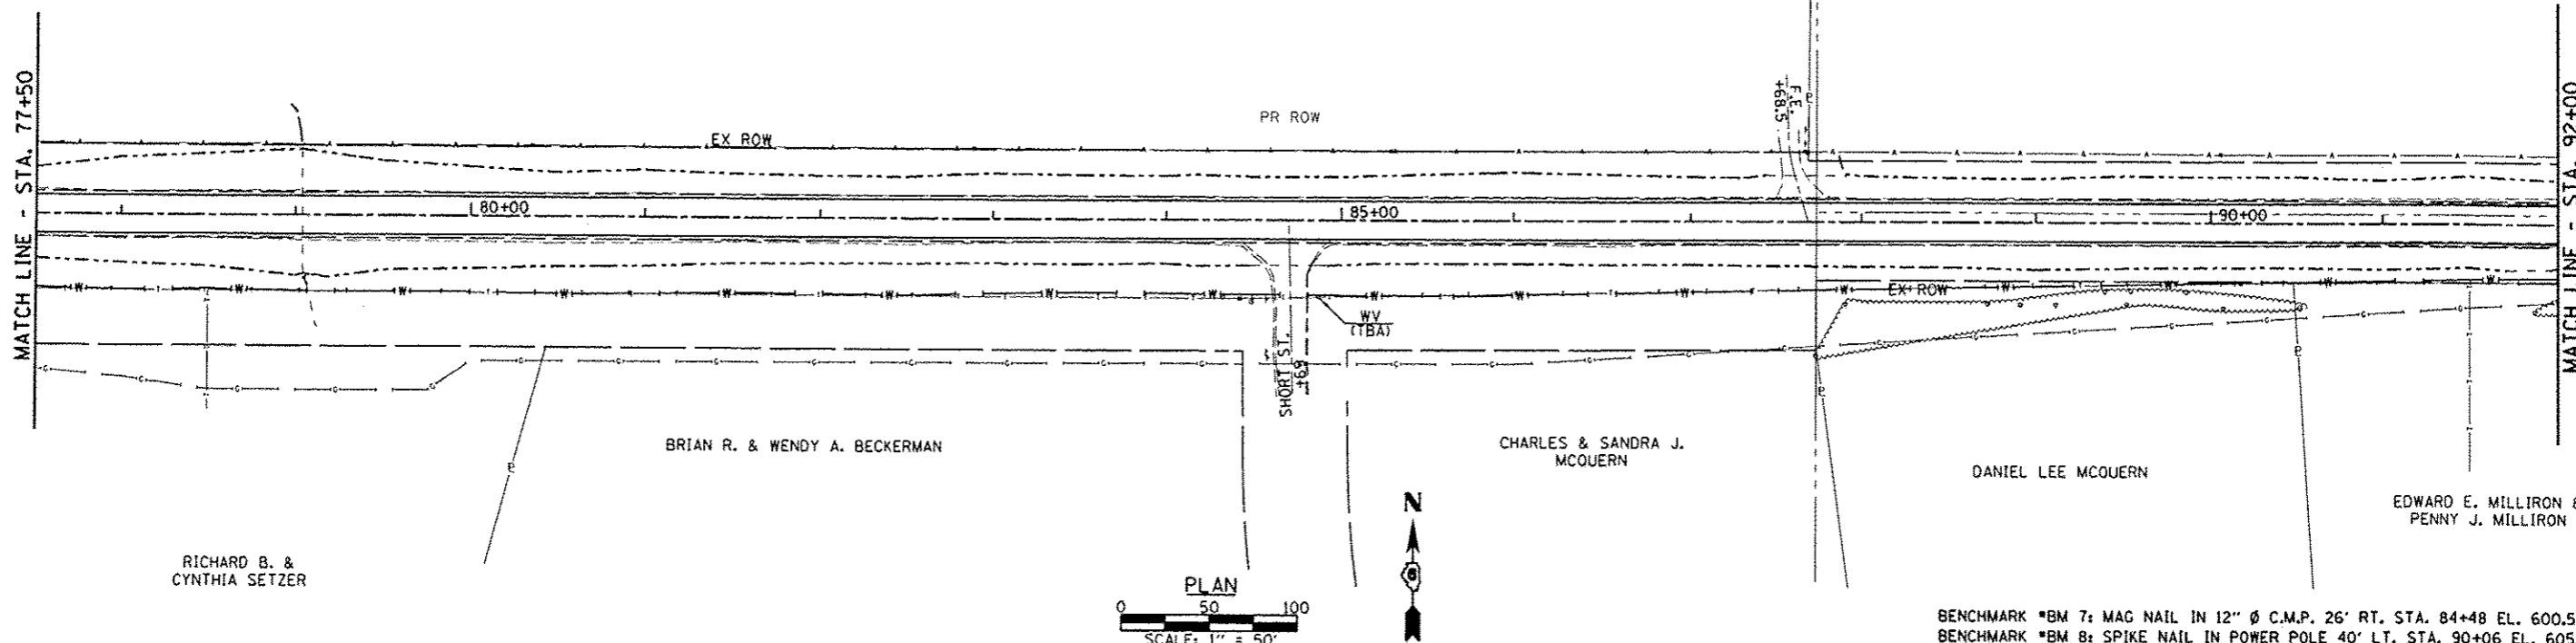 MATCH LINE - STA. 77+50
EX ROW
PR ROW
F.E.
+68.5
MATCH LINE - STA. 92+00
80+00
85+00
90+00
EX ROW
WV
(TBA)
SHORT ST.
+69
BRIAN R. & WENDY A. BECKERMAN
CHARLES & SANDRA J.
MCQUERN
DANIEL LEE MCQUERN
EDWARD E. MILLIRON &
PENNY J. MILLIRON
RICHARD B. &
CYNTHIA SETZER
N
PLAN
0 50 100
SCALE: 1" = 50'
BENCHMARK *BM 7: MAG NAIL IN 12" Ø C.M.P. 26' RT. STA. 84+48 EL. 600.5
BENCHMARK *BM 8: SPIKE NAIL IN POWER POLE 40' LT. STA. 90+06 EL. 605